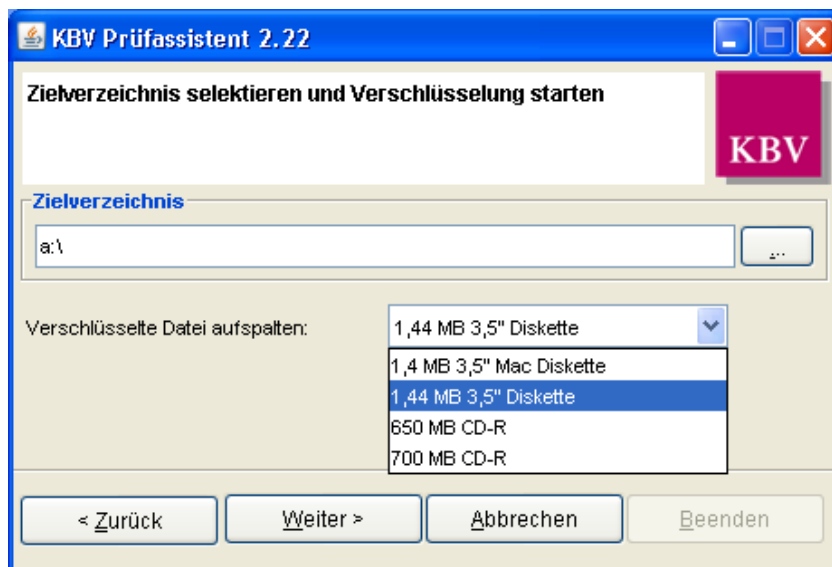 KBV Prüfassistent 2.22
Zielverzeichnis selektieren und Verschlüsselung starten
KBV
Zielverzeichnis
a:\
...
Verschlüsselte Datei aufspalten:
1,44 MB 3,5" Diskette
1,4 MB 3,5" Mac Diskette
1,44 MB 3,5" Diskette
650 MB CD-R
700 MB CD-R
< Zurück
Weiter >
Abbrechen
Beenden